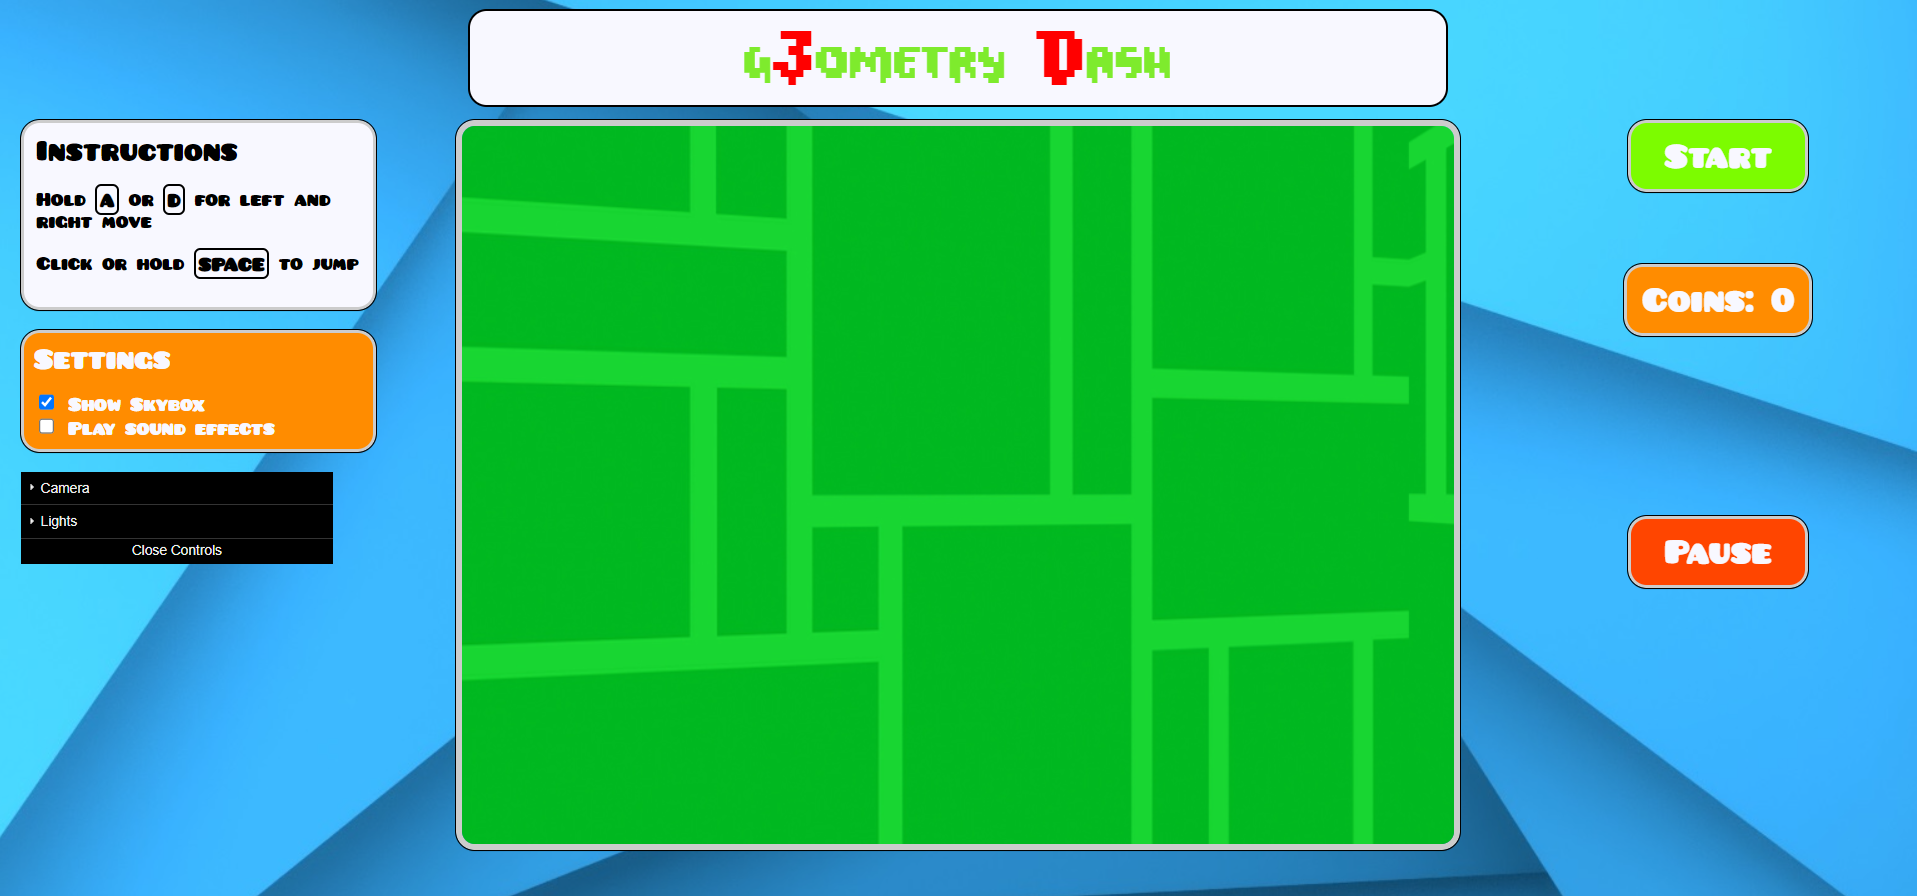 G3ometry Dash
Instructions
Hold A or D for left and
right move
Click or hold SPACE to jump
Settings
Show Skybox
Play sound effects
Camera
Lights
Close Controls
Start
Coins: 0
Pause